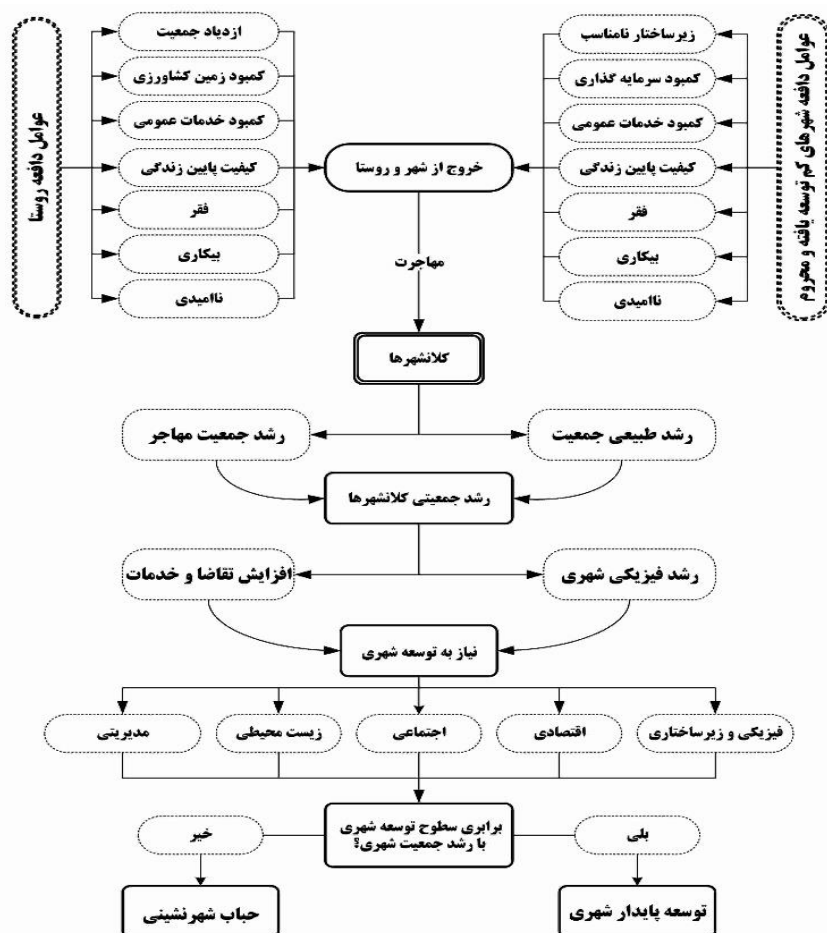 عوامل دافعه شهرهای کم توسعه یافته و محروم
زیرساختار نامناسب
کمبود سرمایه گذاری
کمبود خدمات عمومی
کیفیت پایین زندگی
فقر
بیکاری
ناامیدی
خروج از شهر و روستا
عوامل دافعه روستا
ازدیاد جمعیت
کمبود زمین کشاورزی
کمبود خدمات عمومی
کیفیت پایین زندگی
فقر
بیکاری
ناامیدی
مهاجرت
کلانشهرها
رشد طبیعی جمعیت
رشد جمعیت مهاجر
رشد جمعیتی کلانشهرها
رشد فیزیکی شهری
افزایش تقاضا و خدمات
نیاز به توسعه شهری
فیزیکی و زیرساختاری
اقتصادی
اجتماعی
زیست محیطی
مدیریتی
برابری سطوح توسعه شهری
با رشد جمعیت شهری؟
بلی
خیر
توسعه پایدار شهری
حباب شهرنشینی